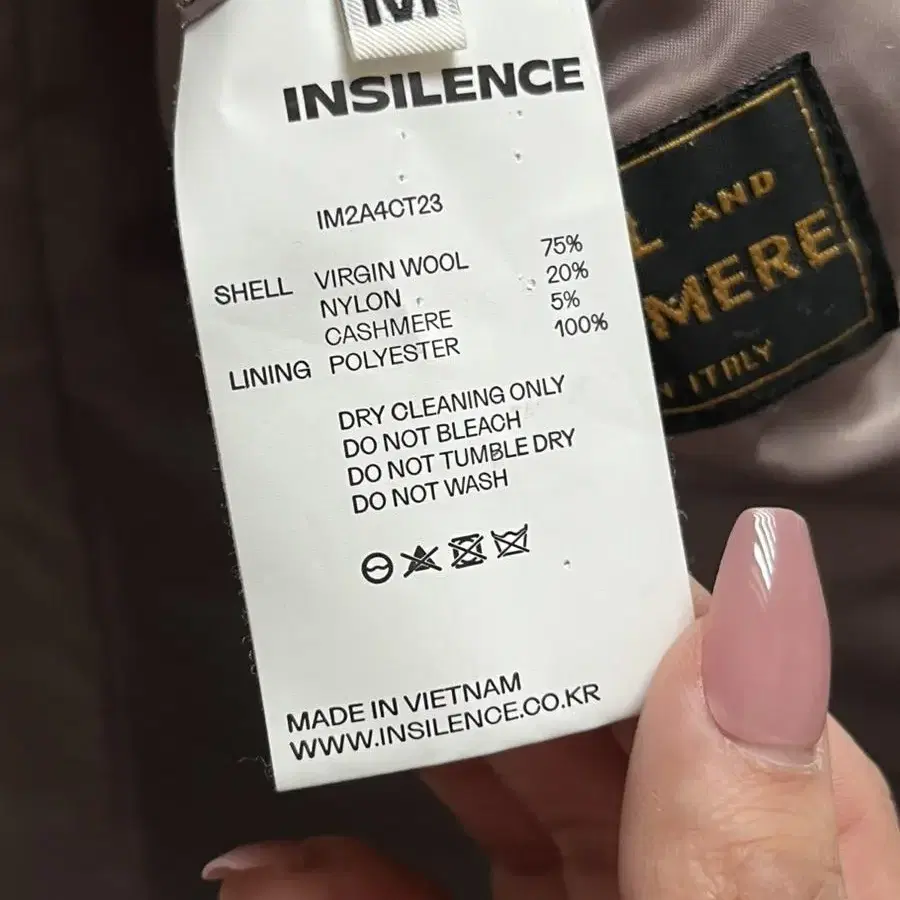 M
INSILENCE
IM2A4CT23
SHELL VIRGIN WOOL 75%
NYLON 20%
CASHMERE 5%
LINING POLYESTER 100%
DRY CLEANING ONLY
DO NOT BLEACH
DO NOT TUMBLE DRY
DO NOT WASH
MADE IN VIETNAM
WWW.INSILENCE.CO.KR
AND
ITALY